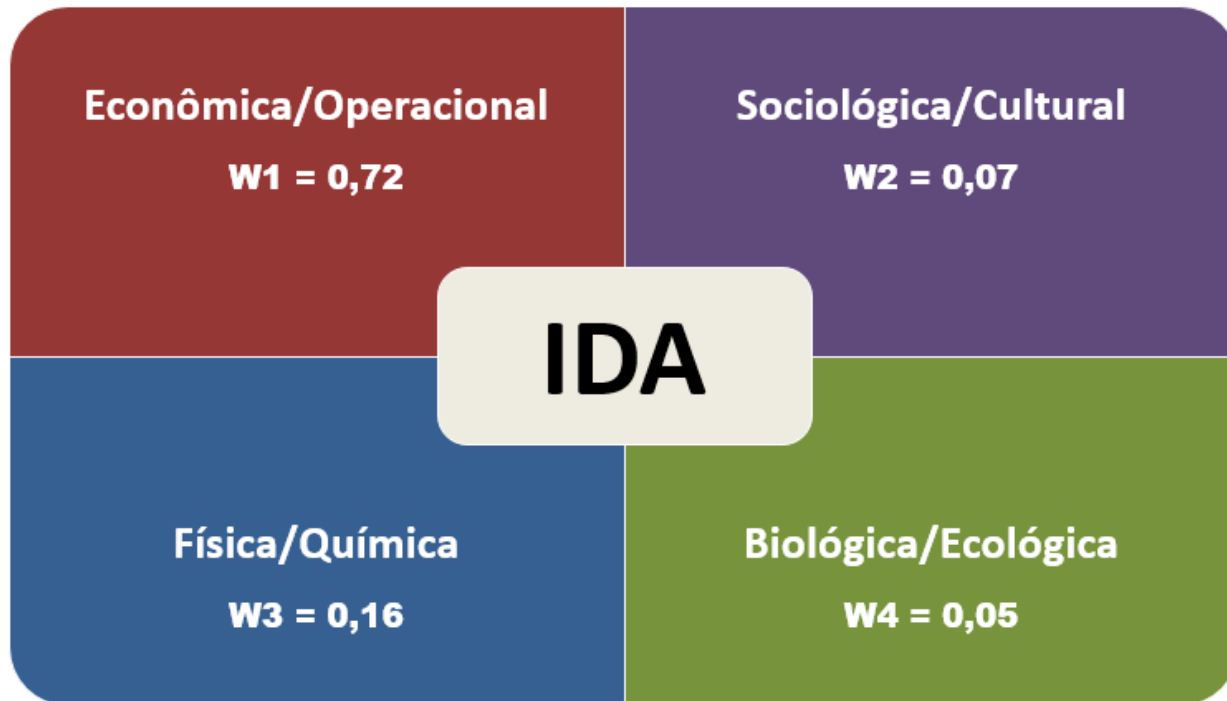 Econômica/Operacional
W1 = 0,72
Sociológica/Cultural
W2 = 0,07
IDA
Física/Química
W3 = 0,16
Biológica/Ecológica
W4 = 0,05